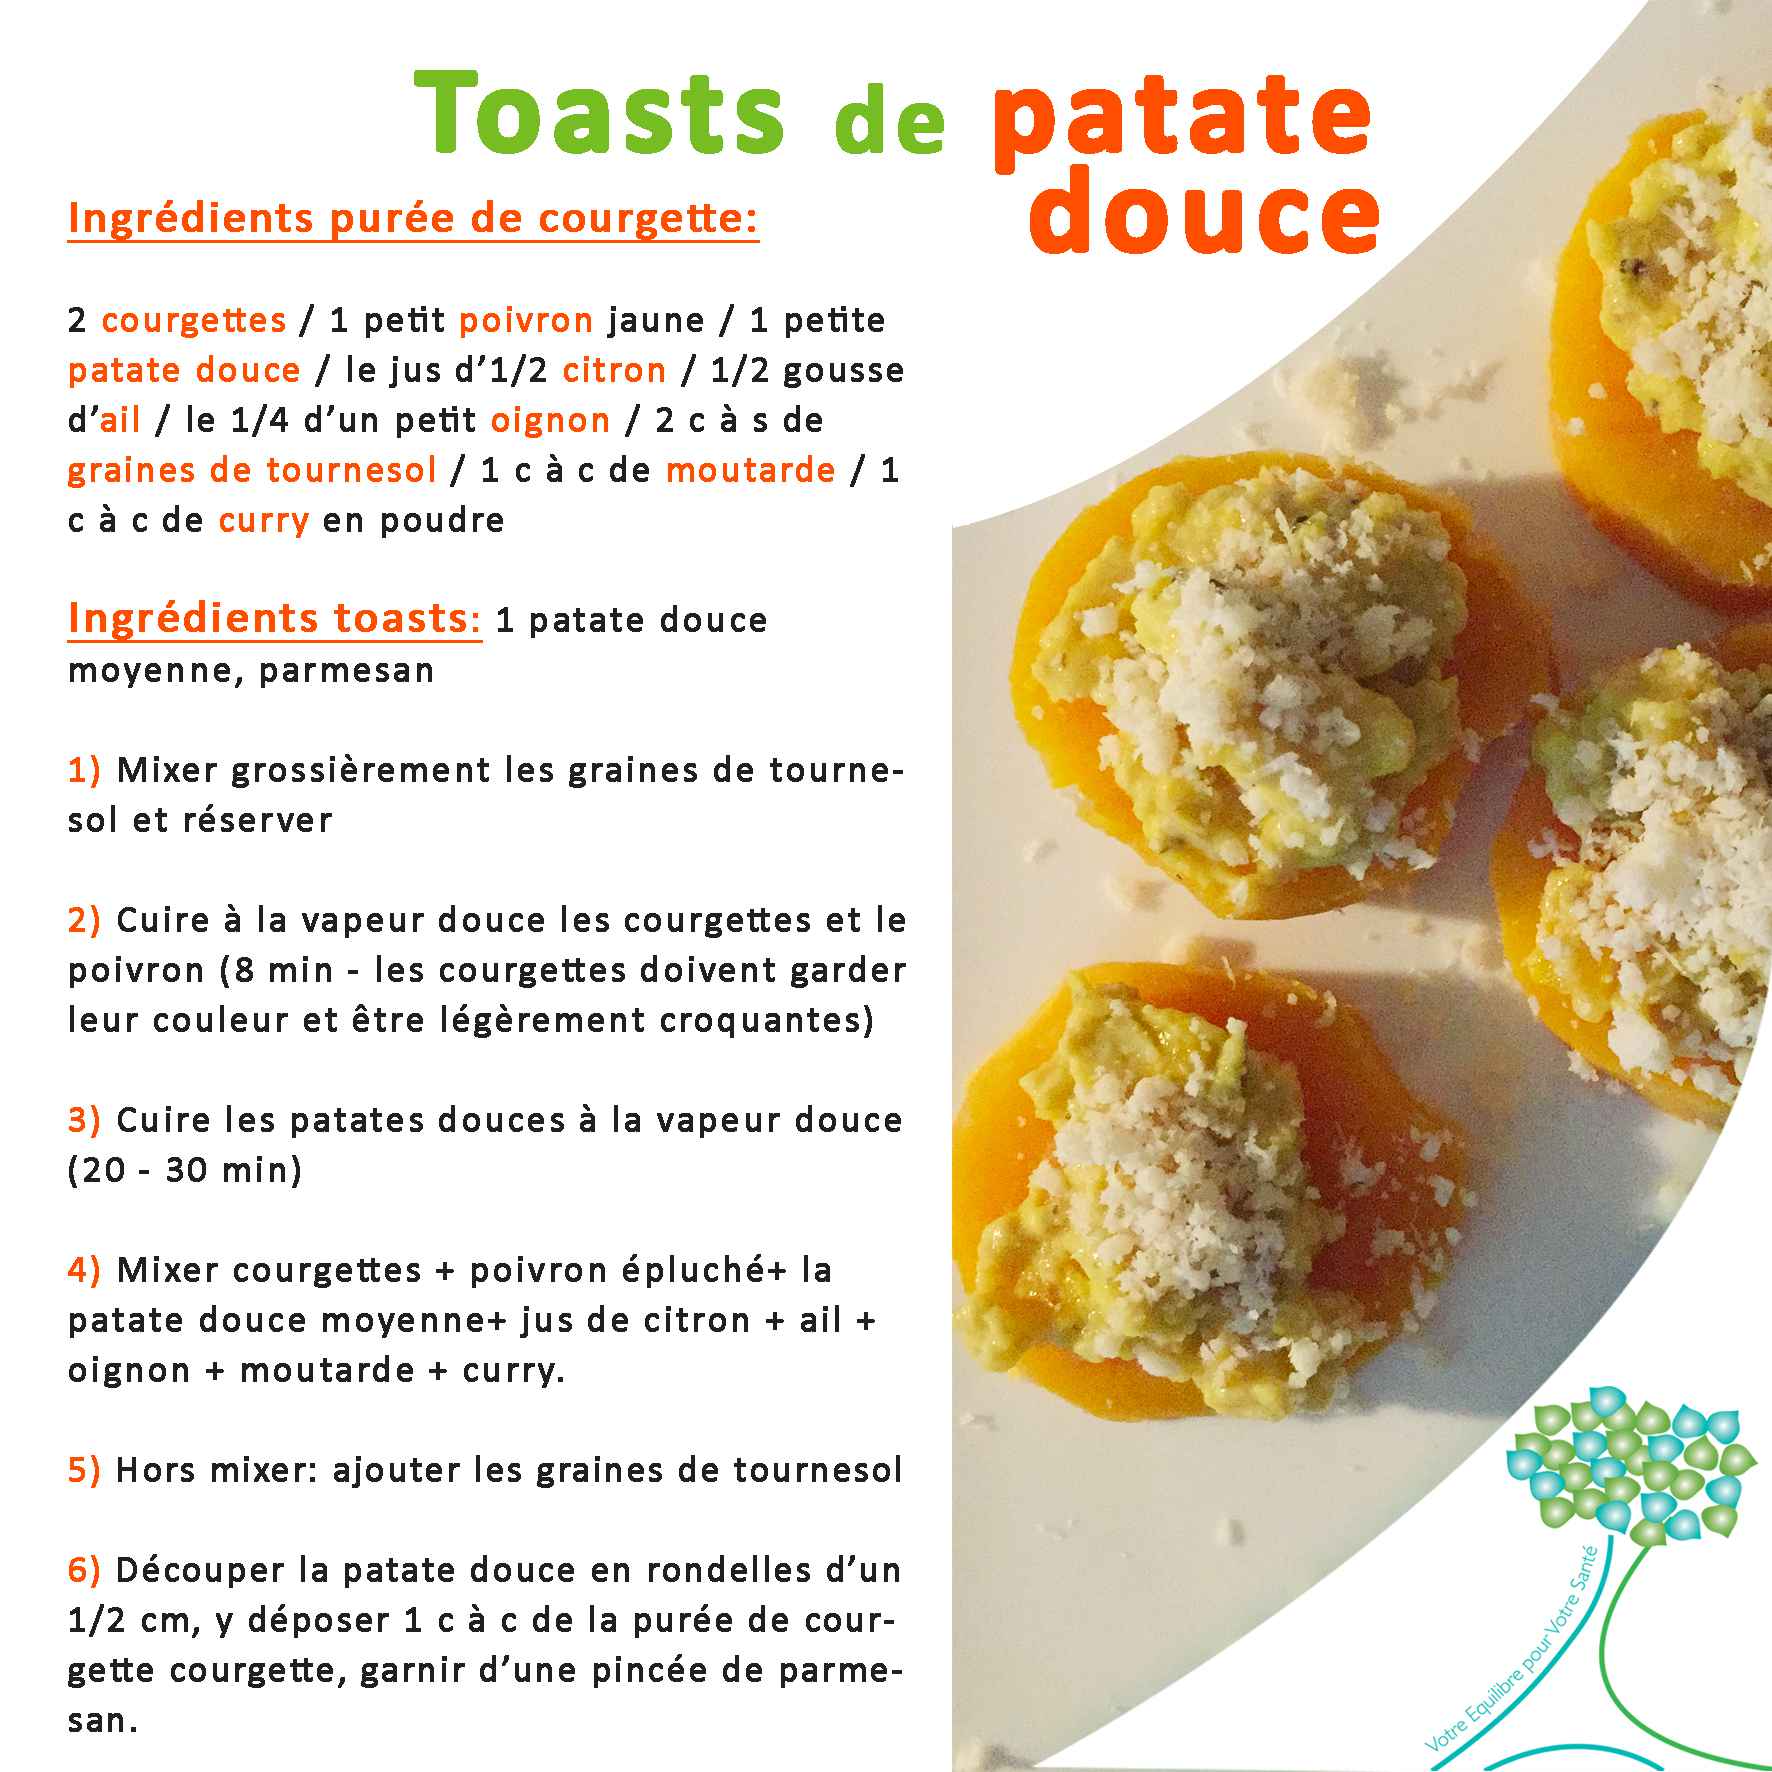 Toasts de patate
douce
Ingrédients purée de courgette:
2 courgettes / 1 petit poivron jaune / 1 petite
patate douce / le jus d’1/2 citron / 1/2 gousse
d’ail / le 1/4 d’un petit oignon / 2 c à s de
graines de tournesol / 1 c à c de moutarde / 1
c à c de curry en poudre
Ingrédients toasts: 1 patate douce
moyenne, parmesan
1) Mixer grossièrement les graines de tourne-
sol et réserver
2) Cuire à la vapeur douce les courgettes et le
poivron (8 min - les courgettes doivent garder
leur couleur et être légèrement croquantes)
3) Cuire les patates douces à la vapeur douce
(20 - 30 min)
4) Mixer courgettes + poivron épluché+ la
patate douce moyenne+ jus de citron + ail +
oignon + moutarde + curry.
5) Hors mixer: ajouter les graines de tournesol
6) Découper la patate douce en rondelles d’un
1/2 cm, y déposer 1 c à c de la purée de cour-
gette courgette, garnir d’une pincée de parme-
san.
Votre Equilibre pour Votre Santé